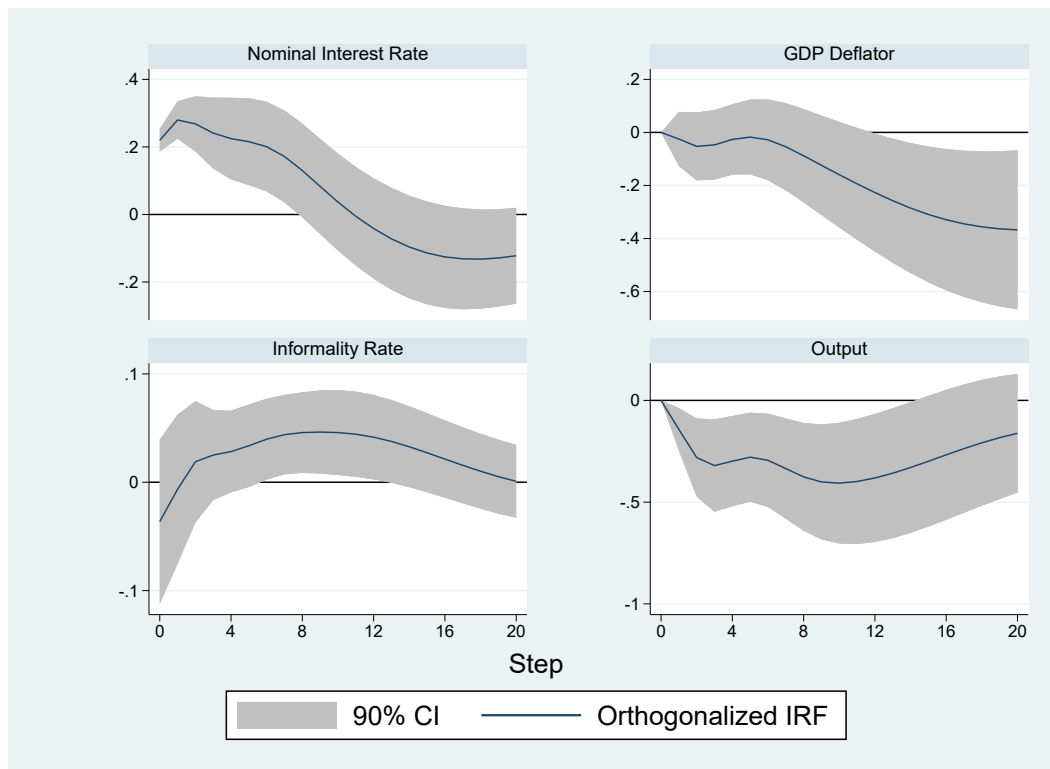 Nominal Interest Rate
GDP Deflator
.4
.2
0
-.2
.2
0
-.2
-.4
-.6
Informality Rate
Output
.1
0
-.1
0
-.5
-1
0 4 8 12 16 20
0 4 8 12 16 20
Step
90% CI
Orthogonalized IRF